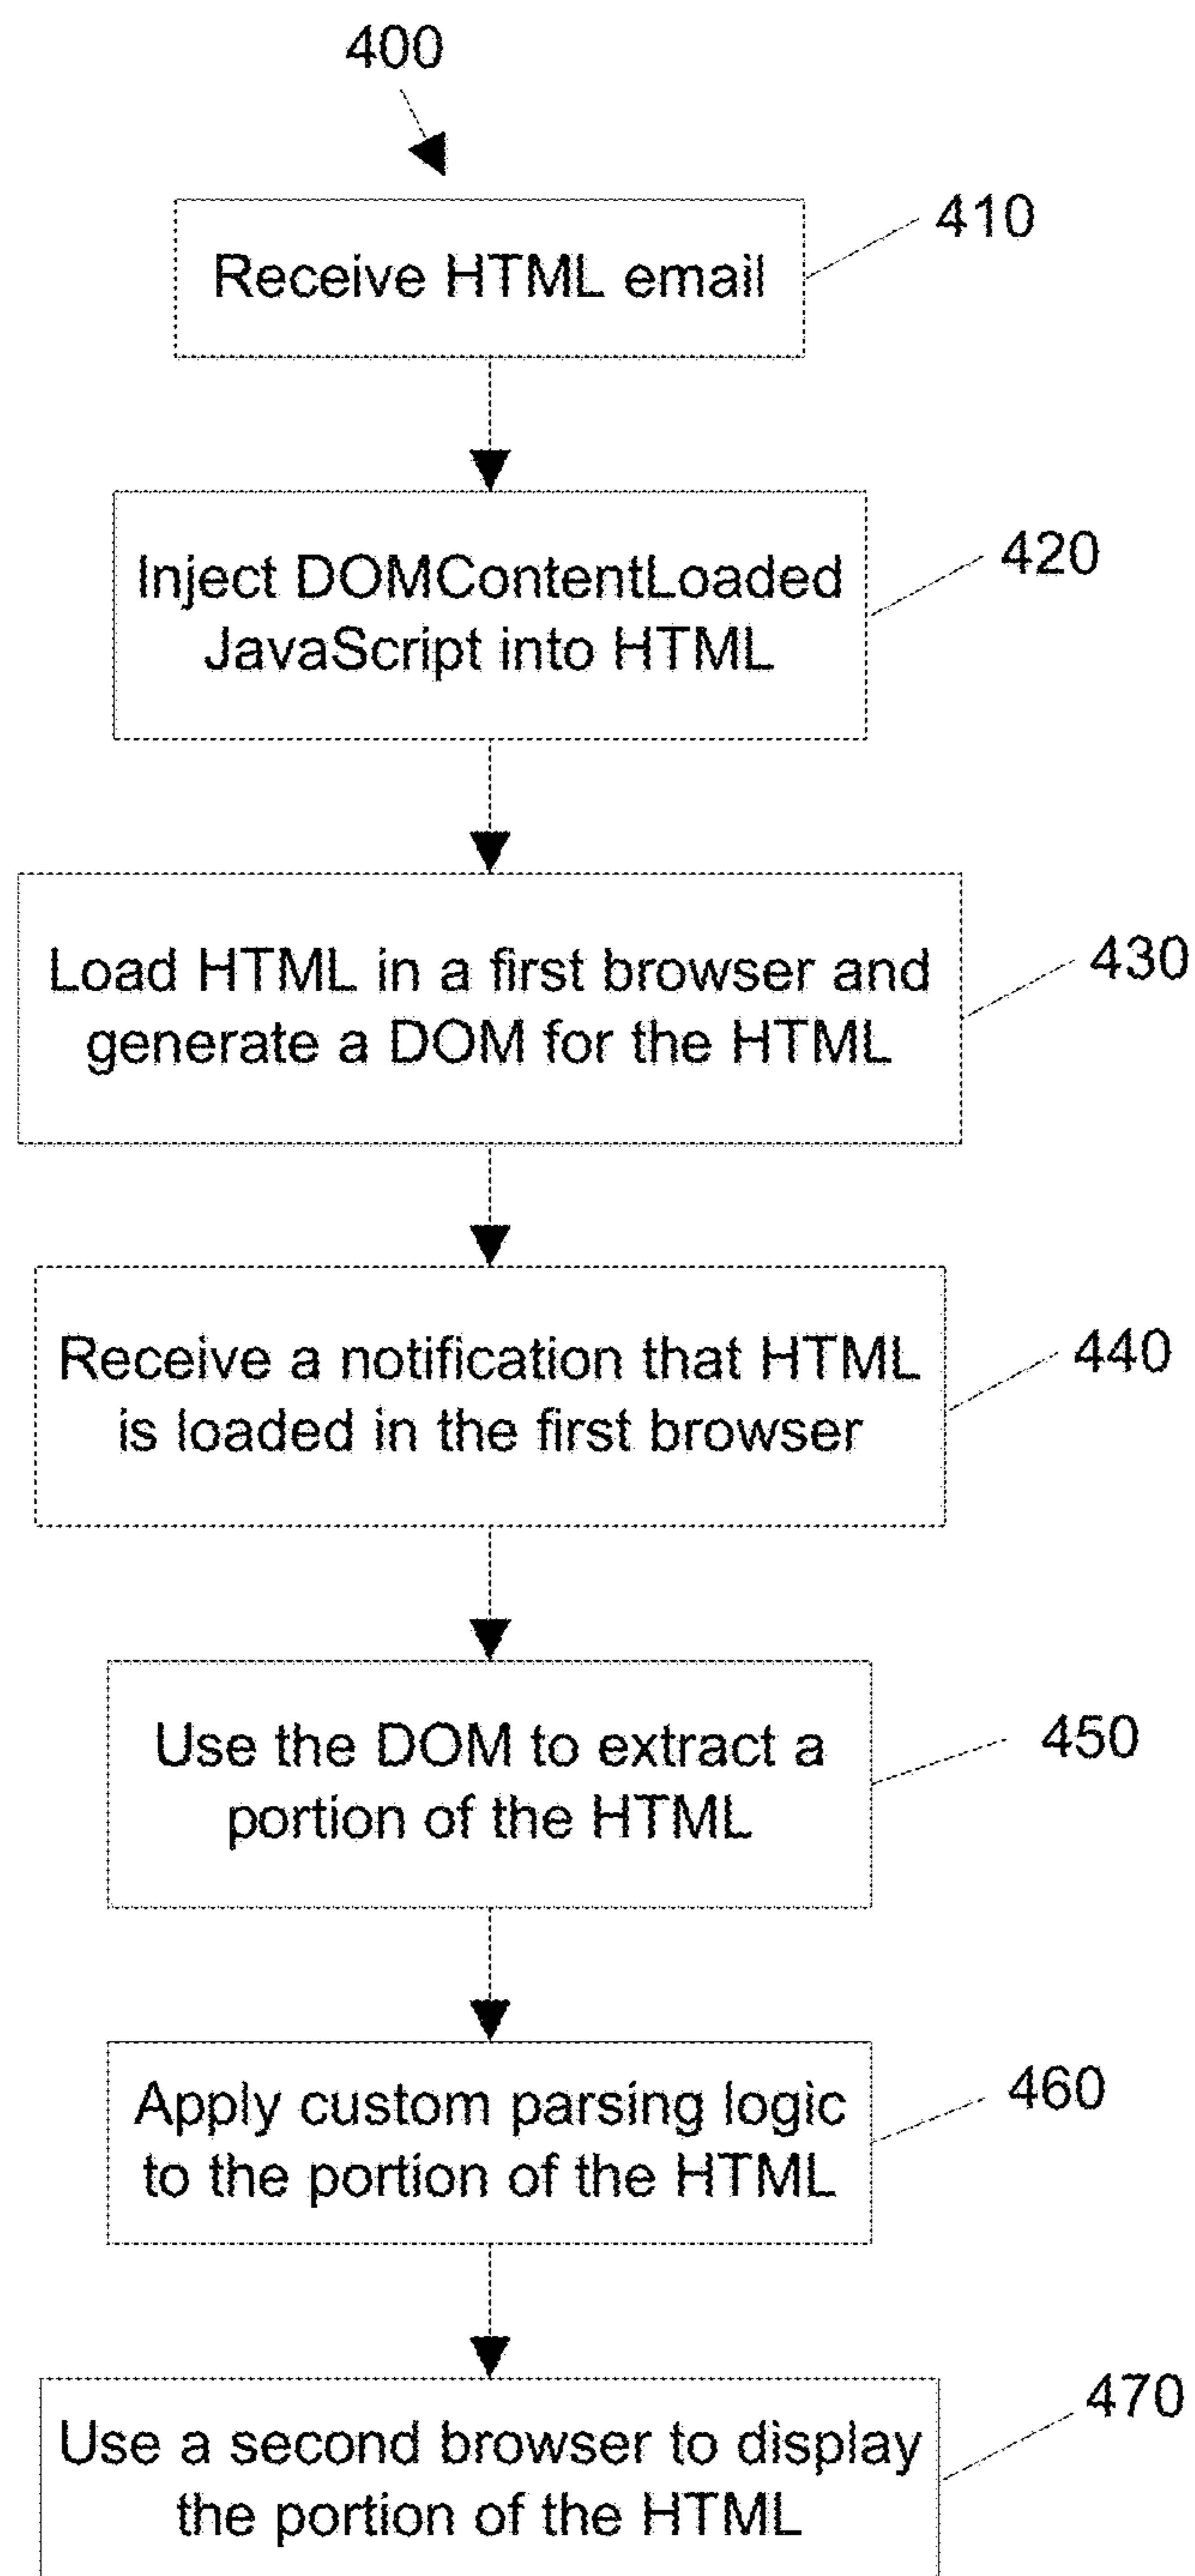 400
Receive HTML email
410
Inject DOMContentLoaded
JavaScript into HTML
420
Load HTML in a first browser and
generate a DOM for the HTML
430
Receive a notification that HTML
is loaded in the first browser
440
Use the DOM to extract a
portion of the HTML
450
Apply custom parsing logic
to the portion of the HTML
460
Use a second browser to display
the portion of the HTML
470